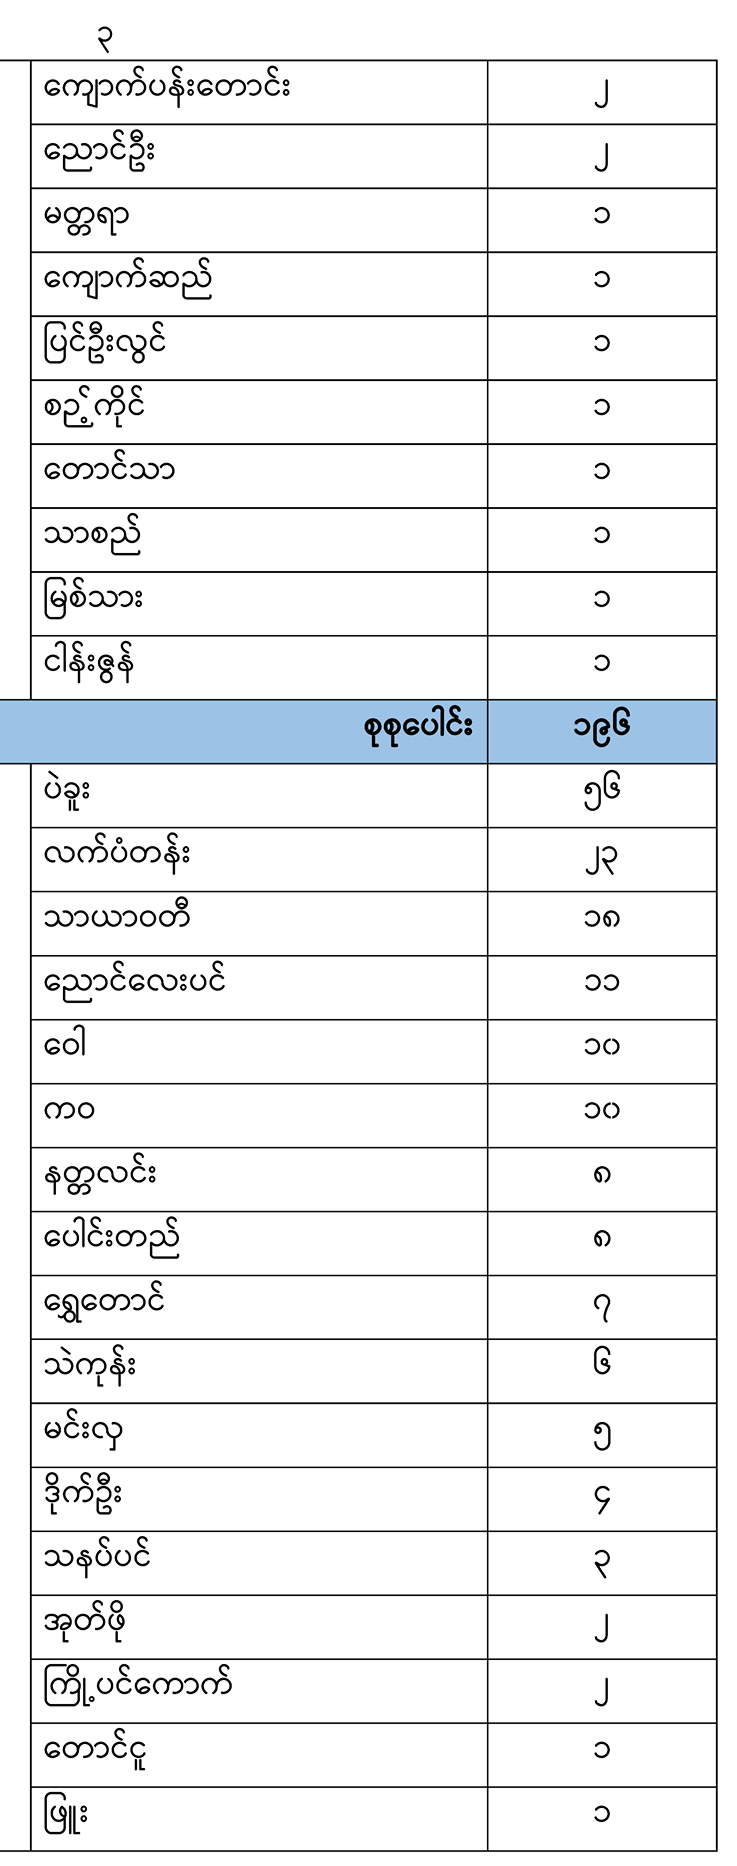 ၃
ကျောက်ပန်းတောင်း ၂
ညောင်ဦး ၂
မတ္တရာ ၁
ကျောက်ဆည် ၁
ပြင်ဦးလွင် ၁
စဉ့်ကိုင် ၁
တောင်သာ ၁
သာစည် ၁
မြစ်သား ၁
ငါန်းဇွန် ၁
စုစုပေါင်း ၁၉၆
ပဲခူး ၅၆
လက်ပံတန်း ၂၃
သာယာဝတီ ၁၈
ညောင်လေးပင် ၁၁
ဝေါ ၁၀
ကဝ ၁၀
နတ္တလင်း ၈
ပေါင်းတည် ၈
ရွှေတောင် ၇
သဲကုန်း ၆
မင်းလှ ၅
ဒိုက်ဦး ၄
သနပ်ပင် ၃
အုတ်ဖို ၂
ကြို့ပင်ကောက် ၂
တောင်ငူ ၁
ဖြူး ၁